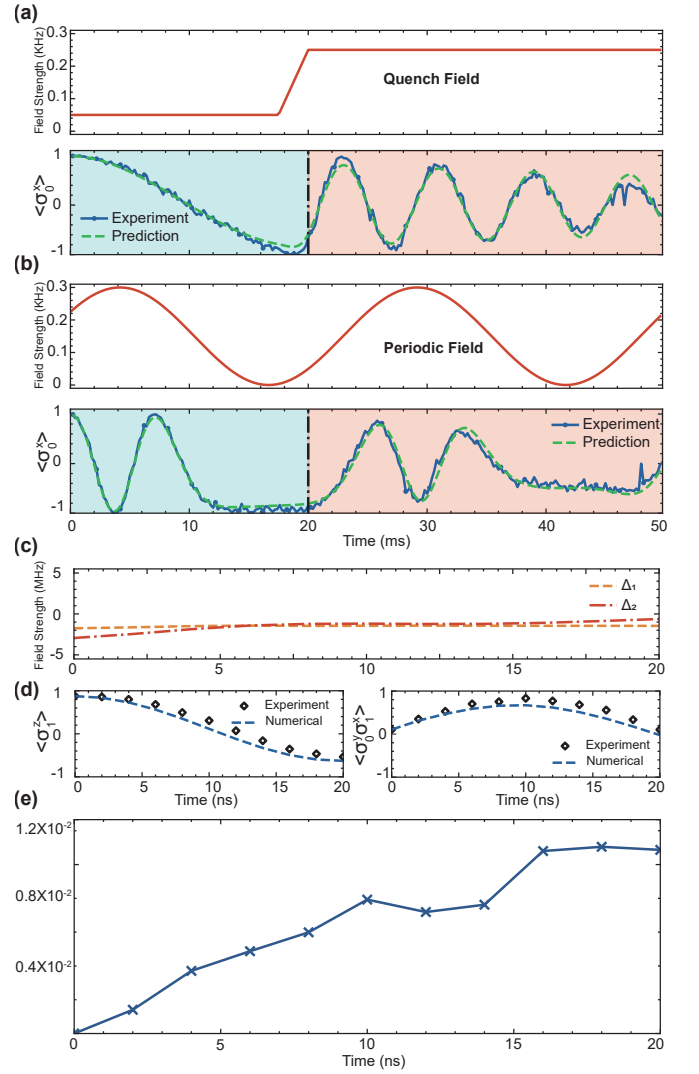 (a)
Field Strength (KHz)
0.3
0.2
0.1
0
Quench Field
<σ₀ˣ>
1
0
-1
Experiment
Prediction
(b)
Field Strength (KHz)
0.3
0.2
0.1
0
Periodic Field
<σ₀ˣ>
1
0
-1
Experiment
Prediction
0 10 20 30 40 50
Time (ms)
(c)
Field Strength (MHz)
5
-2
-5
Δ₁
Δ₂
0 5 10 15 20
(d)
<σ₁ᶻ>
1
0
-1
Experiment
Numerical
0 5 10 15 20
Time (ns)
<σ₀ʸσ₁ˣ>
1
0
-1
Experiment
Numerical
0 5 10 15 20
Time (ns)
(e)
1.2X10⁻²
0.8X10⁻²
0.4X10⁻²
0 5 10 15 20
Time (ns)